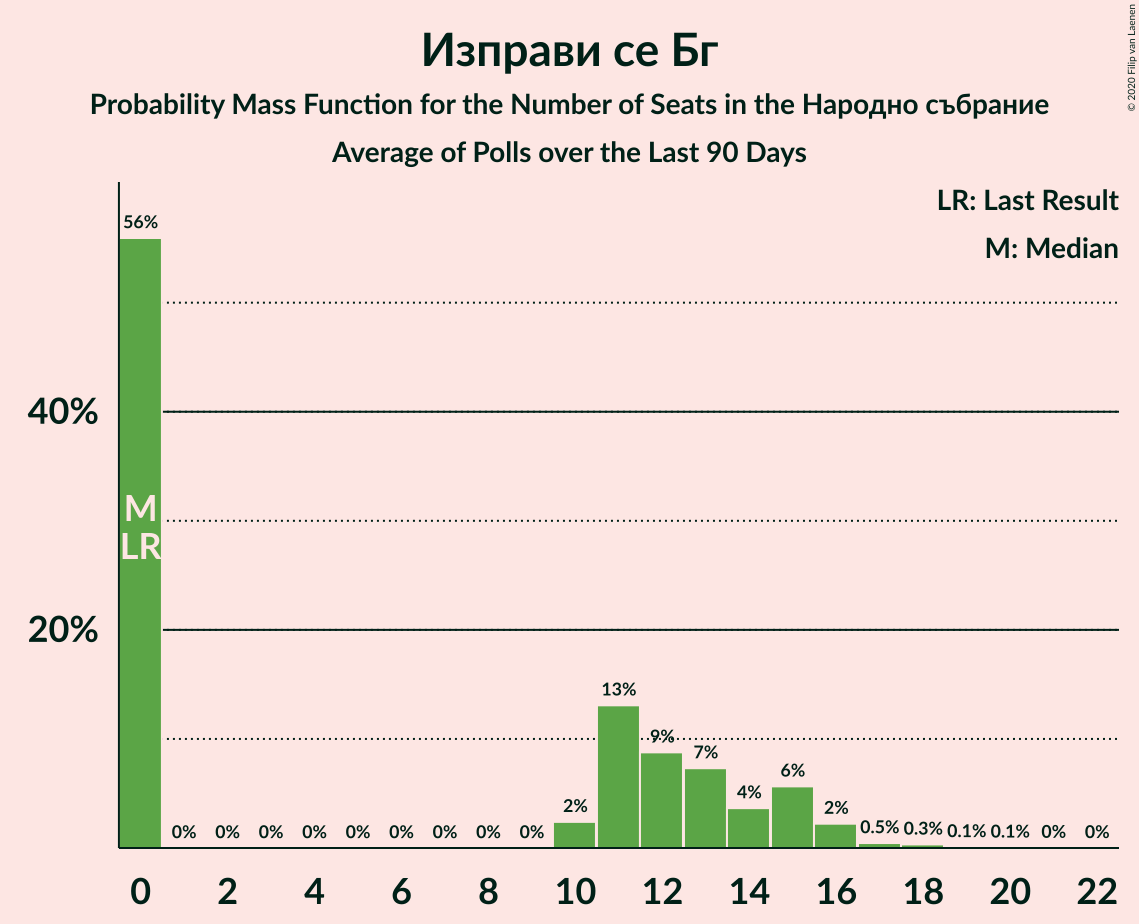 Изправи се Бг
Probability Mass Function for the Number of Seats in the Народно събрание
Average of Polls over the Last 90 Days
© 2020 Filip van Laenen
LR: Last Result
M: Median
56%
40%
M
LR
20%
13%
9%
7%
6%
4%
2%
2%
0% 0% 0% 0% 0% 0% 0% 0% 0% 0.5% 0.3% 0.1% 0.1% 0% 0%
0 2 4 6 8 10 12 14 16 18 20 22